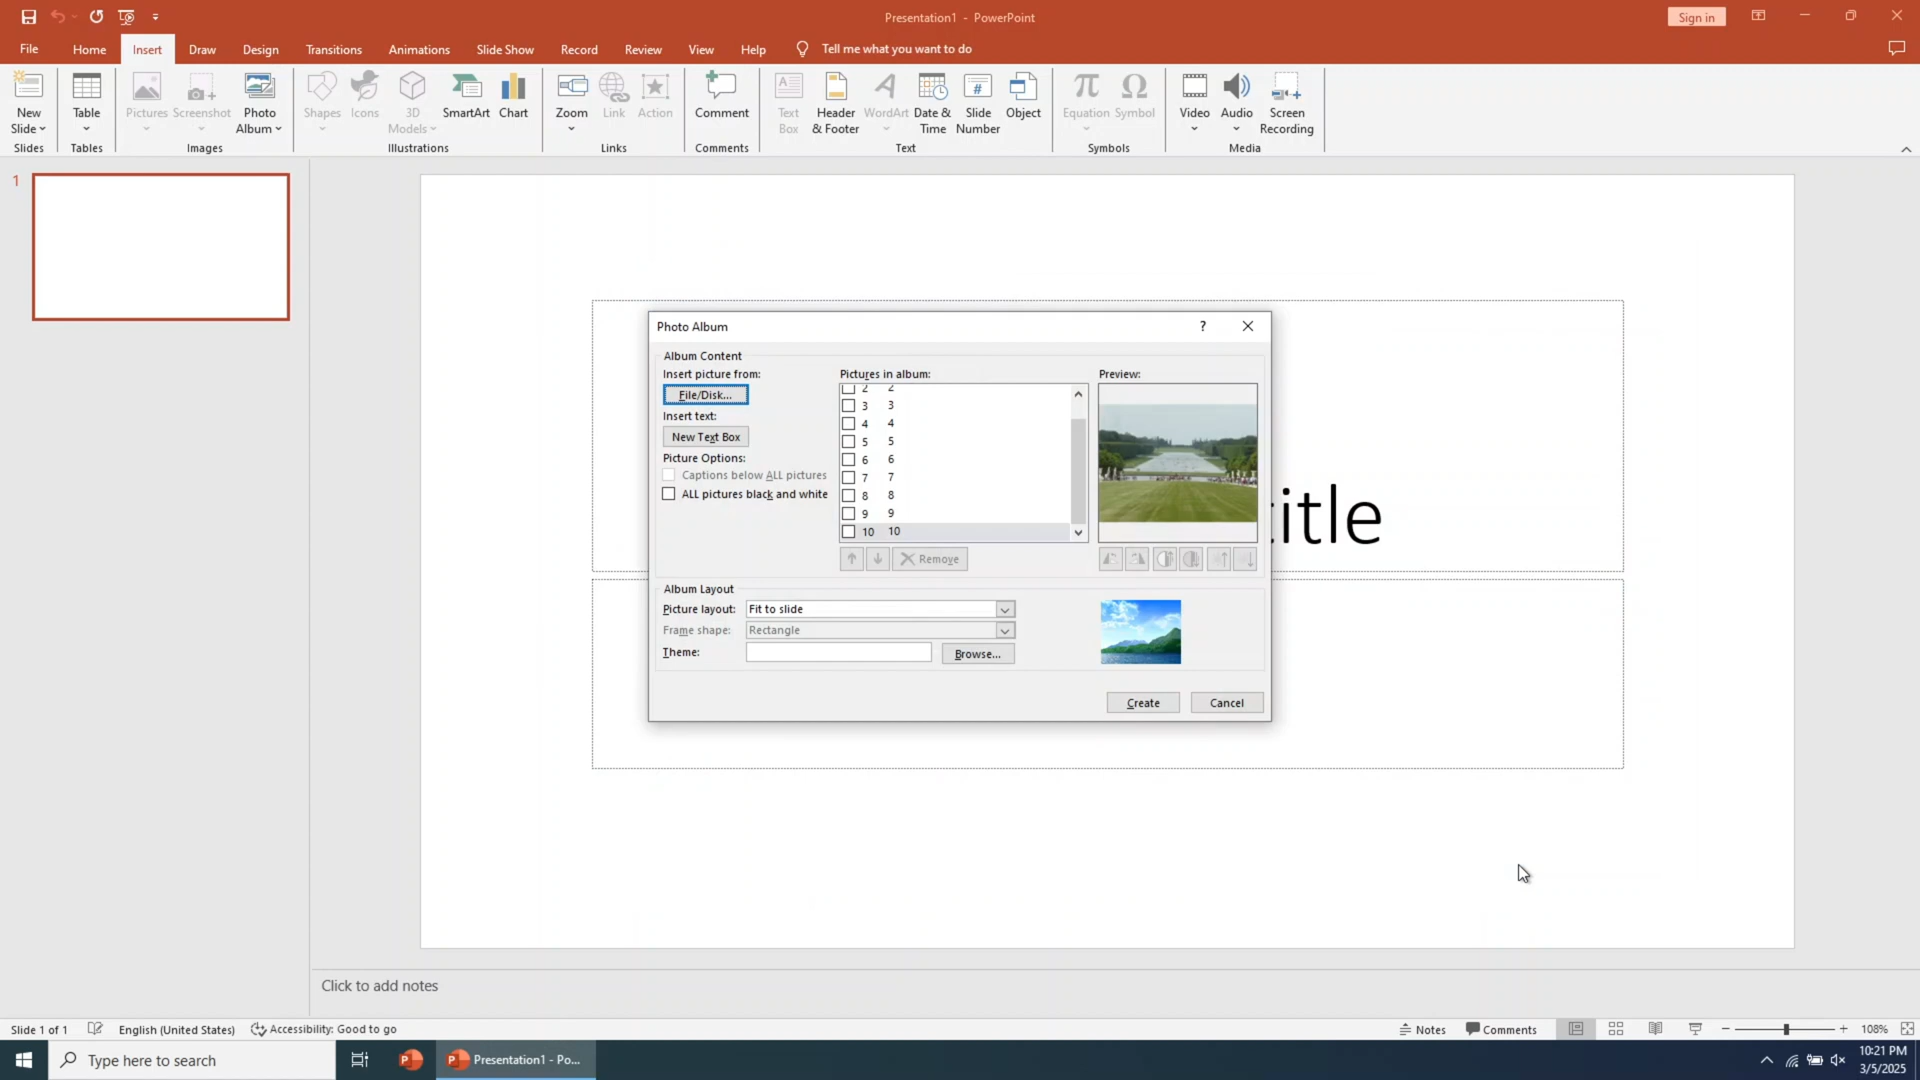 Presentation1 - PowerPoint
Sign in
File Home Insert Draw Design Transitions Animations Slide Show Record Review View Help Tell me what you want to do
New Slide
Table
Pictures
Screenshot
Photo Album
Shapes
Icons
3D Models
SmartArt
Chart
Zoom
Link
Action
Comment
Text Box
Header & Footer
WordArt
Date & Time
Slide Number
Object
Equation
Symbol
Video
Audio
Screen Recording
Slides Tables Images Illustrations Links Comments Text Symbols Media
1
title
Photo Album ?
Album Content
Insert picture from:
File/Disk...
Insert text:
New Text Box
Picture Options:
Captions below ALL pictures
ALL pictures black and white
Pictures in album:
2 2
3 3
4 4
5 5
6 6
7 7
8 8
9 9
10 10
Remove
Preview:
Album Layout
Picture layout: Fit to slide
Frame shape: Rectangle
Theme: Browse...
Create Cancel
Click to add notes
Slide 1 of 1 English (United States) Accessibility: Good to go Notes Comments 108%
Type here to search
Presentation1 - Po...
10:21 PM
3/5/2025